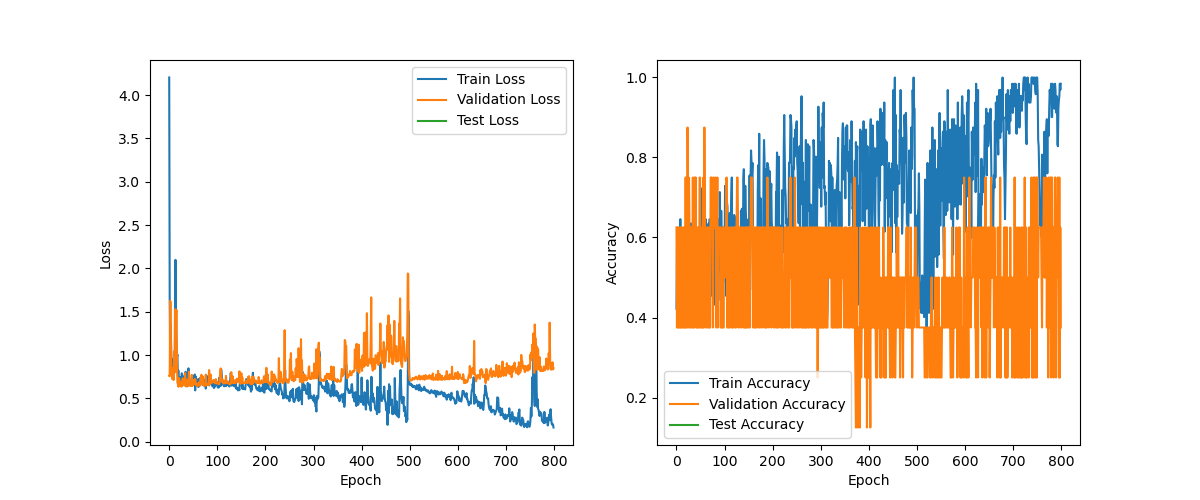 Train Loss
Validation Loss
Test Loss
4.0
3.5
3.0
2.5
2.0
1.5
1.0
0.5
0.0
Loss
0 100 200 300 400 500 600 700 800
Epoch
1.0
0.8
0.6
0.4
0.2
Accuracy
Train Accuracy
Validation Accuracy
Test Accuracy
0 100 200 300 400 500 600 700 800
Epoch